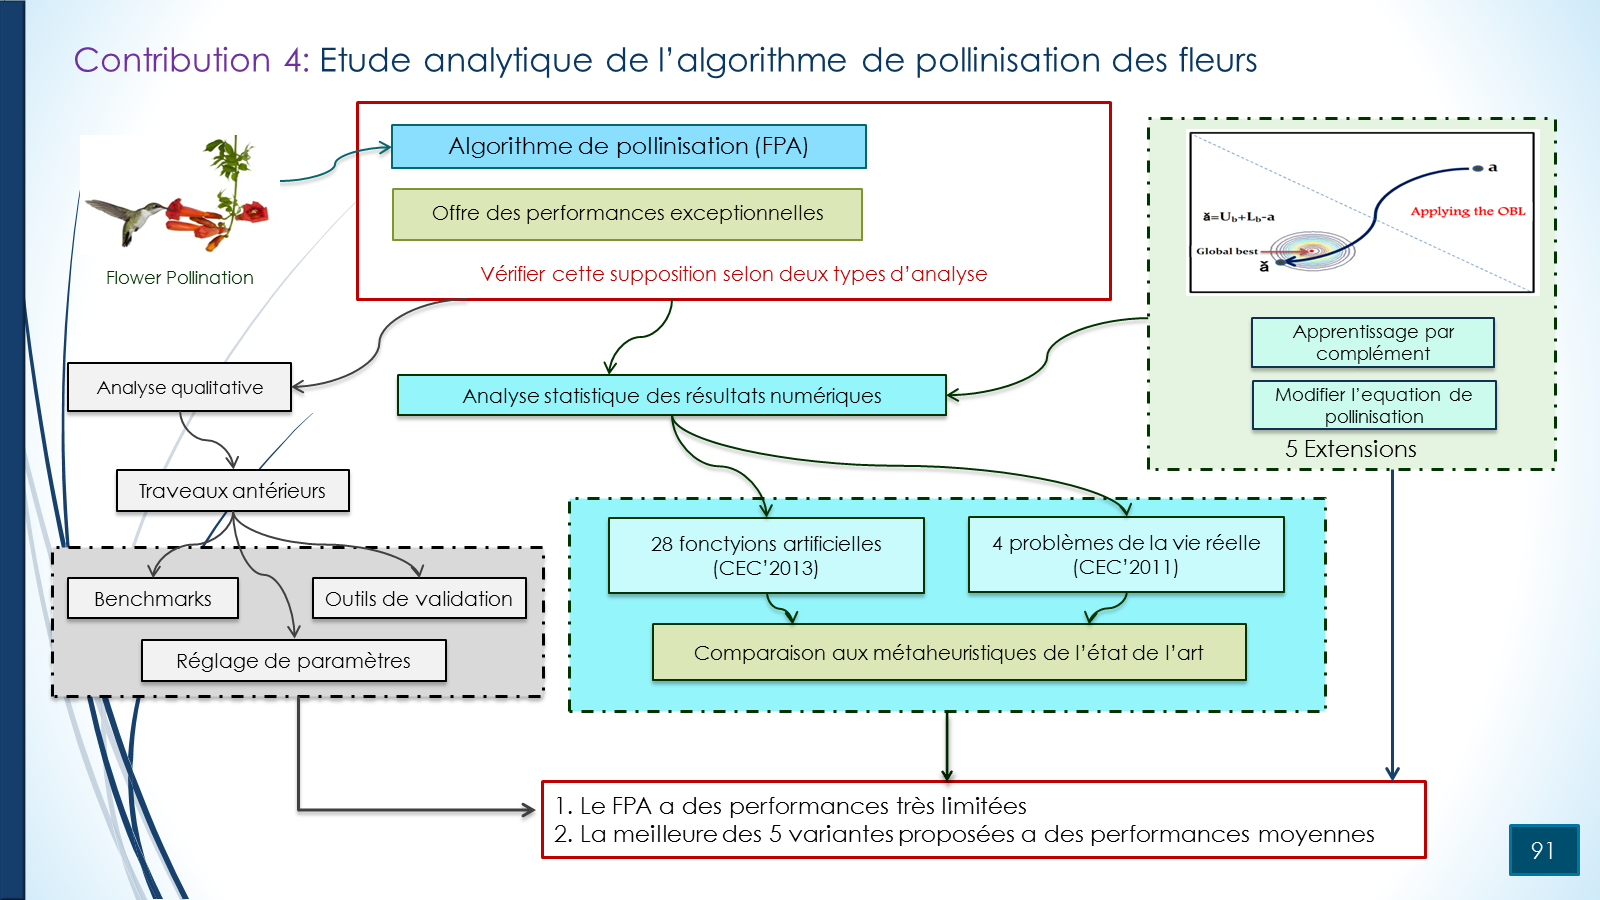 Contribution 4: Etude analytique de l’algorithme de pollinisation des fleurs
Algorithme de pollinisation (FPA)
Offre des performances exceptionnelles
Vérifier cette supposition selon deux types d’analyse
Flower Pollination
a
ă=Ub+Lb-a
Applying the OBL
Global best
ă
Apprentissage par
complément
Modifier l’equation de
pollinisation
5 Extensions
Analyse qualitative
Analyse statistique des résultats numériques
Traveaux antérieurs
Benchmarks
Outils de validation
Réglage de paramètres
28 fonctyions artificielles
(CEC’2013)
4 problèmes de la vie réelle
(CEC’2011)
Comparaison aux métaheuristiques de l’état de l’art
1. Le FPA a des performances très limitées
2. La meilleure des 5 variantes proposées a des performances moyennes
91